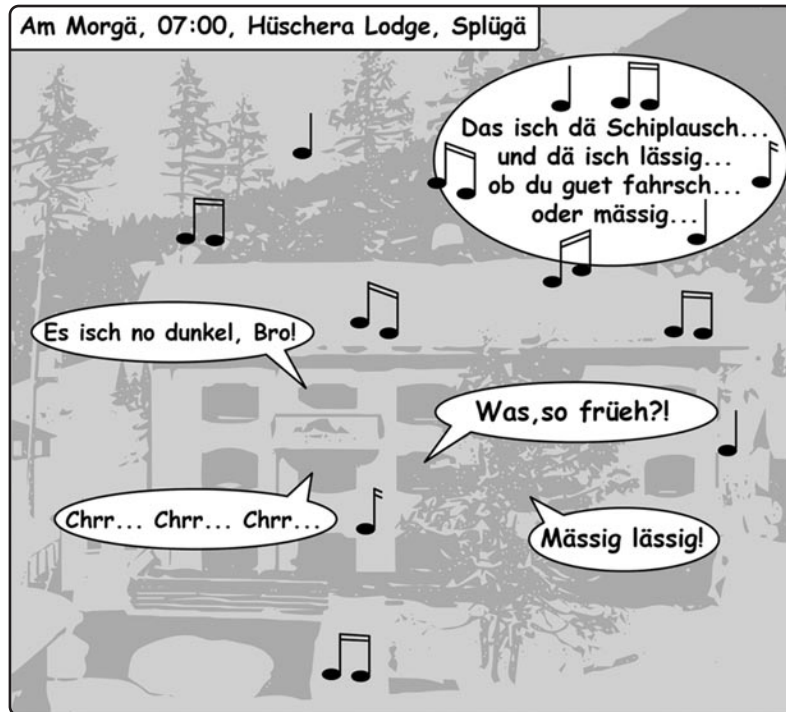 Am Morgä, 07:00, Hüschera Lodge, Splügä
Das isch dä Schiplausch...
und dä isch lässig...
ob du guet fahrsch...
oder mässig...
Es isch no dunkel, Bro!
Was,so früeh?!
Chrr... Chrr... Chrr...
Mässig lässig!